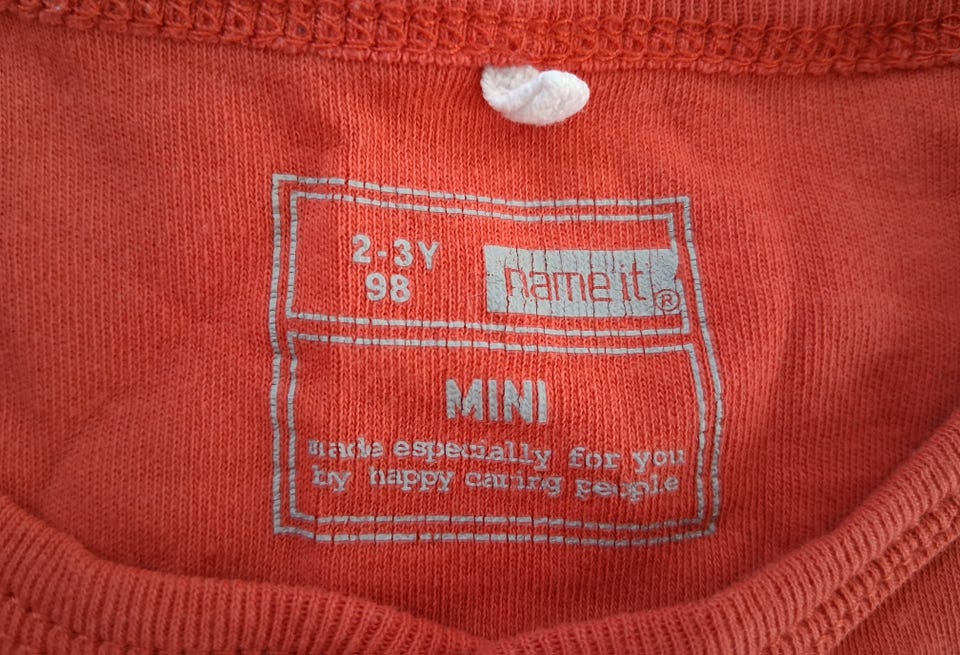 2-3Y
98
name it ®
MINI
made especially for you
by happy caring people